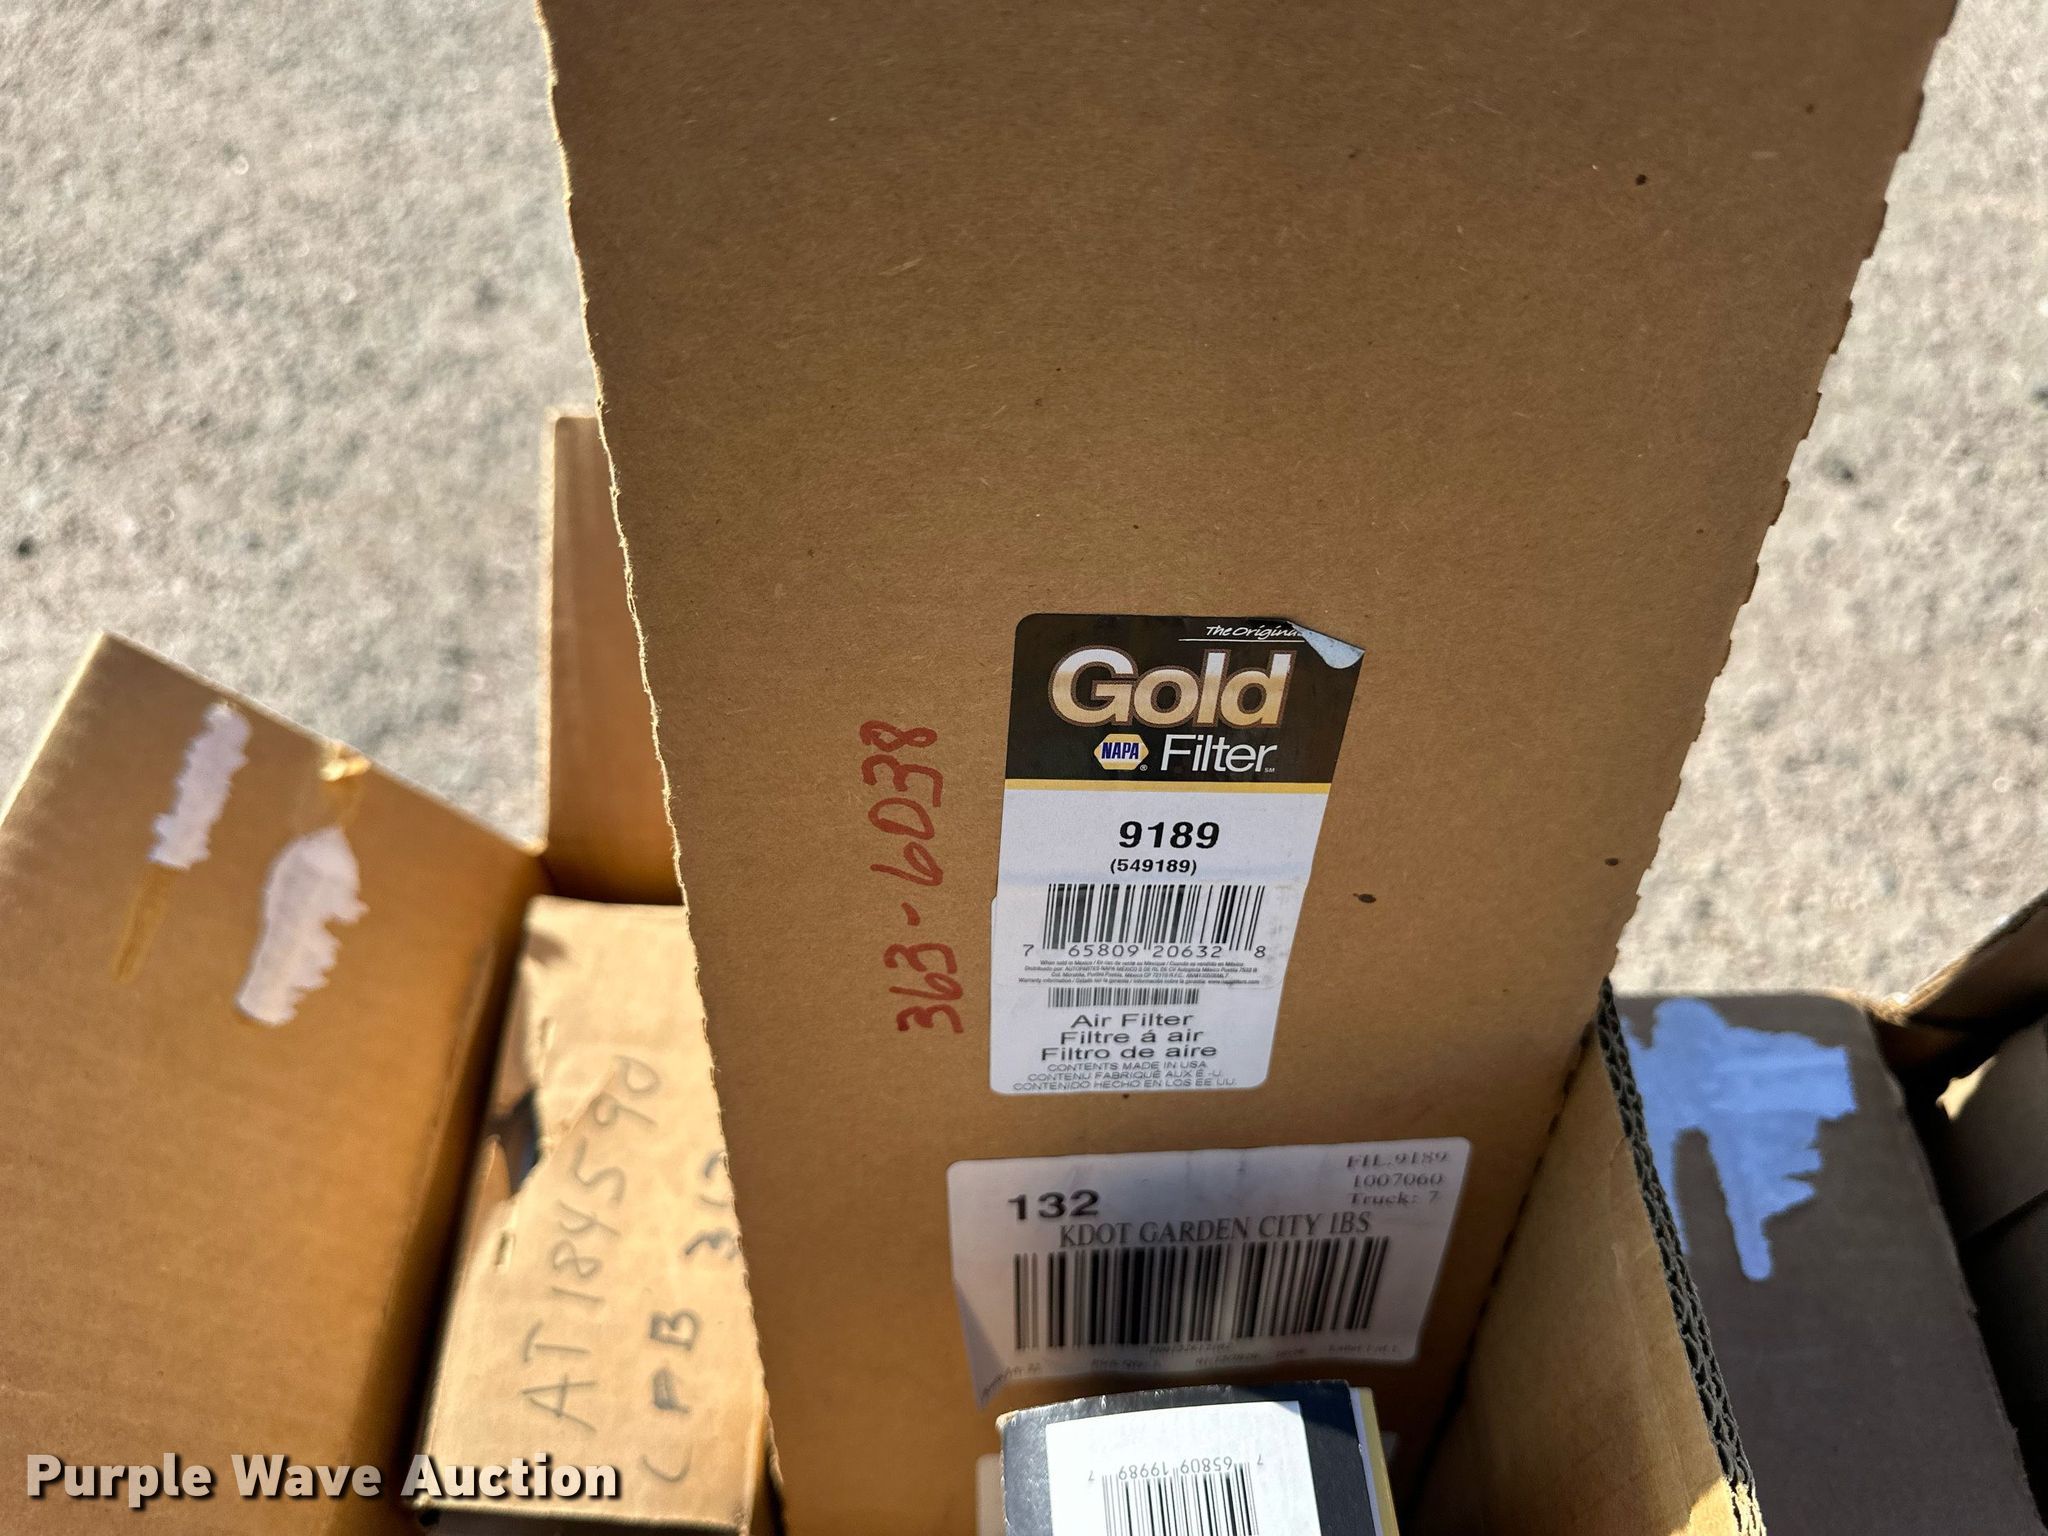 The Original
Gold
NAPA Filter
9189
(549189)
7 65809 20632 8
Air Filter
Filtre á air
Filtro de aire
CONTENTS MADE IN USA
CONTENU FABRIQUÉ AUX É.-U.
CONTENIDO HECHO EN LOS EE UU.
363-6038
FIL 9189
1007060
Truck: 7
132
KDOT GARDEN CITY IBS
7 65809 19989 7
AT184590
Purple Wave Auction